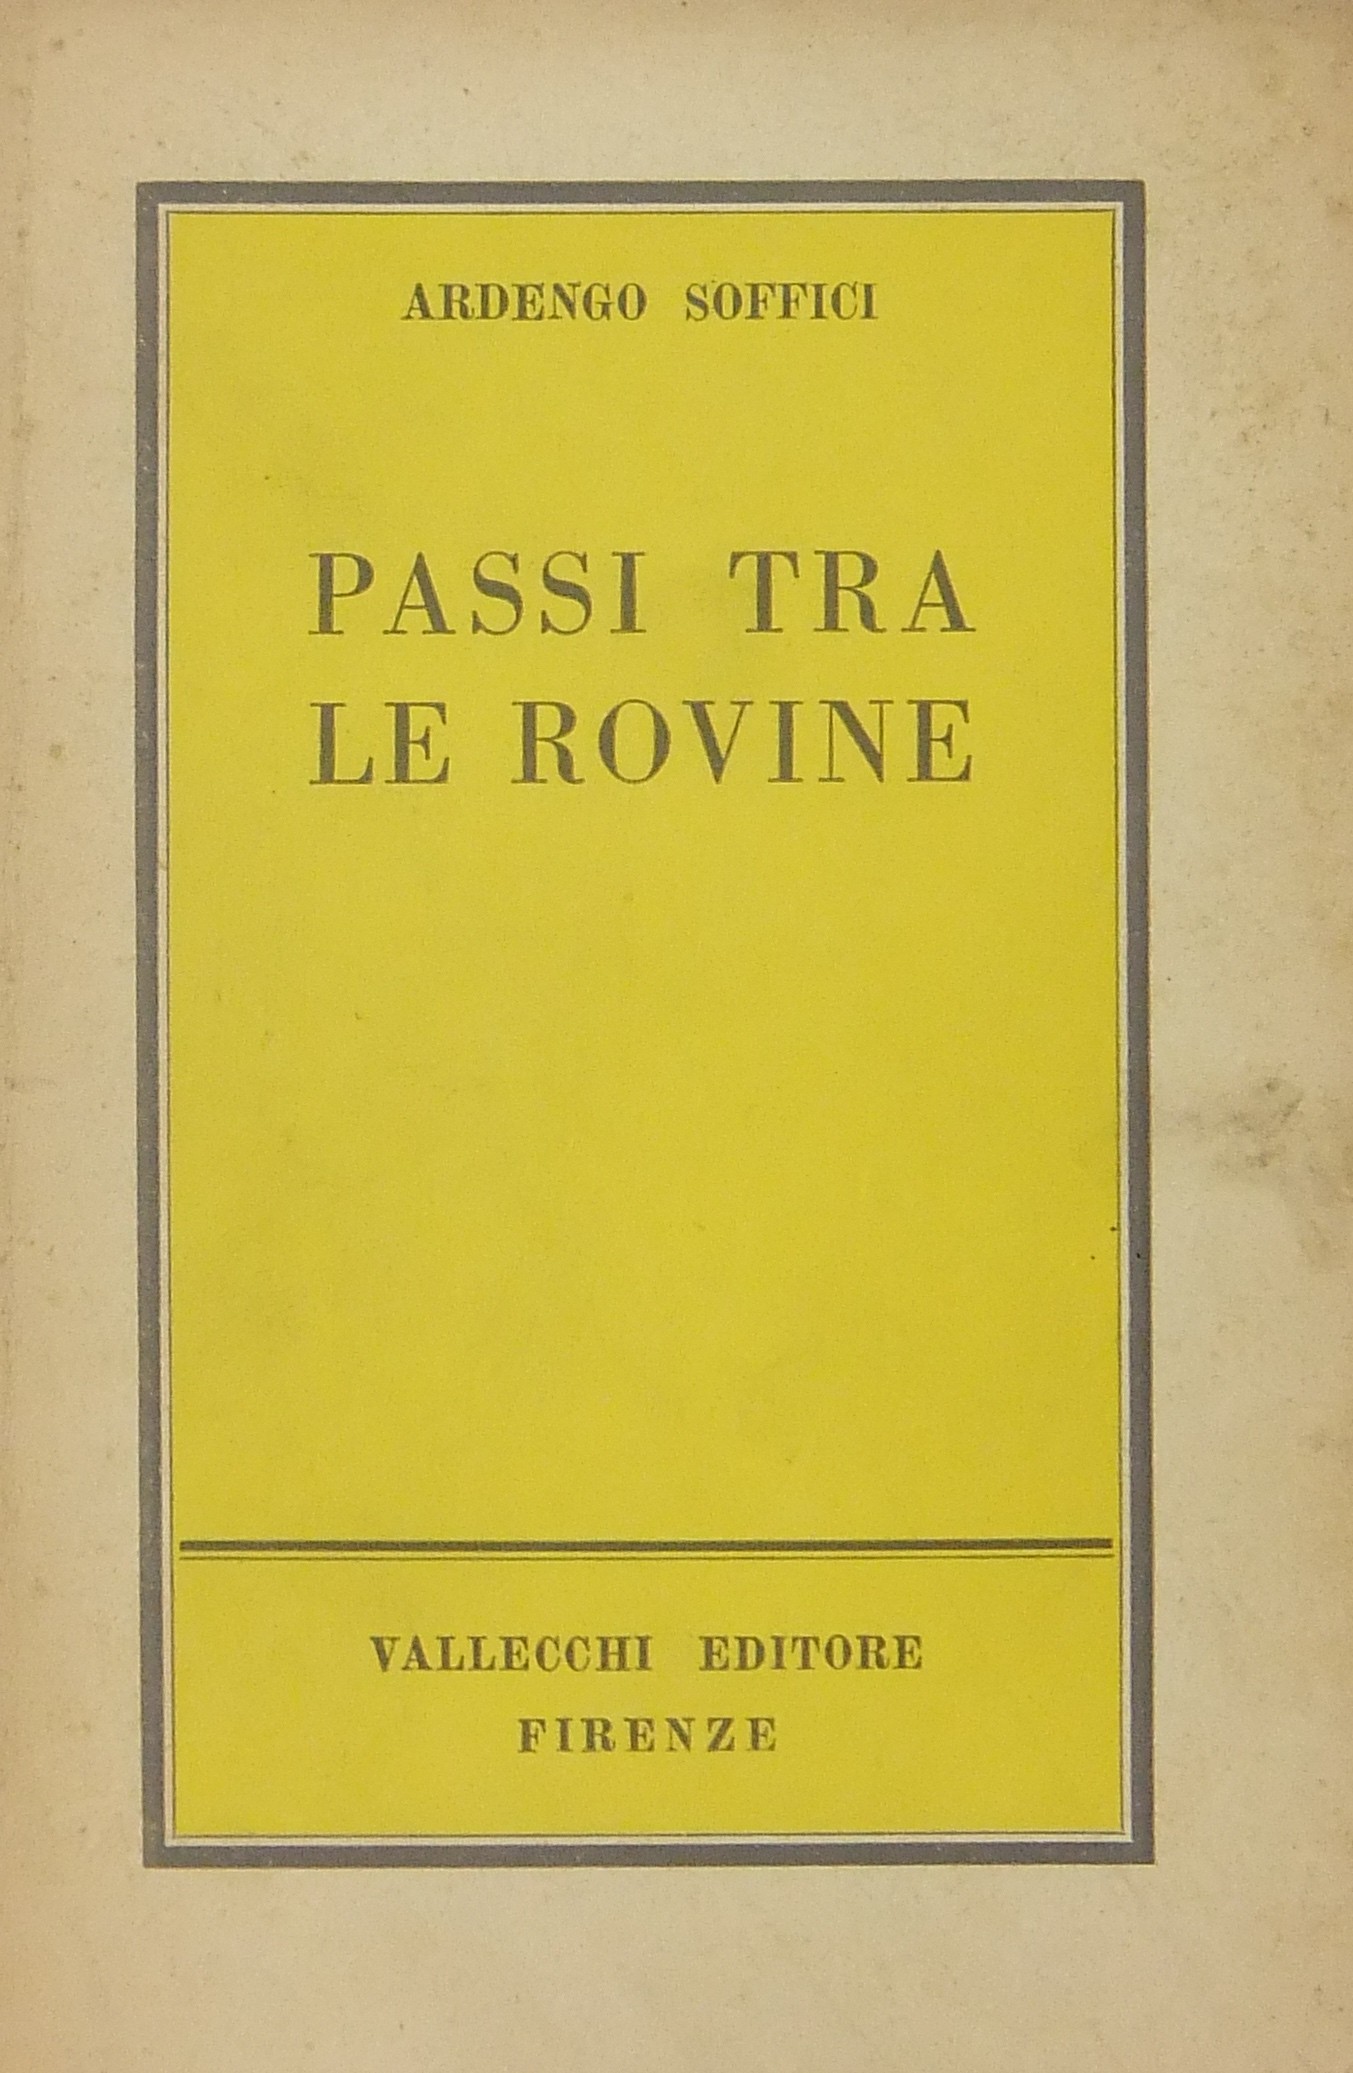 ARDENGO SOFFICI
PASSI TRA
LE ROVINE
VALLECCHI EDITORE
FIRENZE